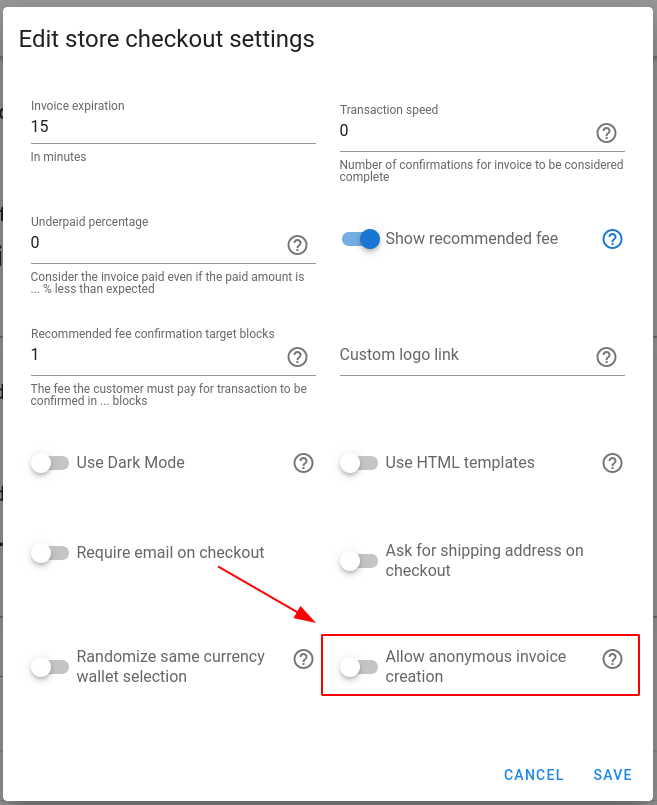 Edit store checkout settings
Invoice expiration
15
In minutes
Transaction speed
0
Number of confirmations for invoice to be considered
complete
Underpaid percentage
0
Consider the invoice paid even if the paid amount is
... % less than expected
Show recommended fee
Recommended fee confirmation target blocks
1
The fee the customer must pay for transaction to be
confirmed in ... blocks
Custom logo link
Use Dark Mode
Use HTML templates
Require email on checkout
Ask for shipping address on
checkout
Randomize same currency
wallet selection
Allow anonymous invoice
creation
CANCEL
SAVE